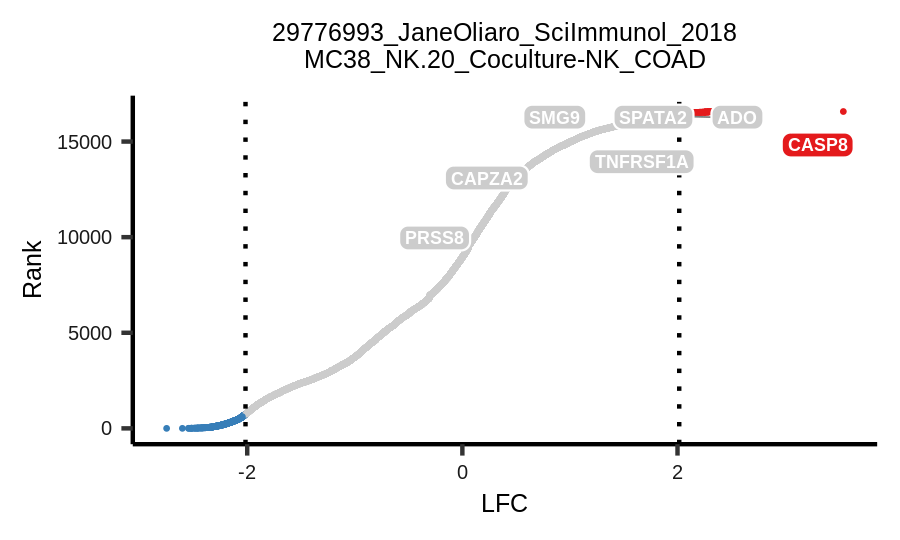 29776993_JaneOliaro_SciImmunol_2018
MC38_NK.20_Coculture-NK_COAD
SMG9
SPATA2
ADO
CASP8
TNFRSF1A
CAPZA2
PRSS8
Rank
15000
10000
5000
0
-2
0
2
LFC